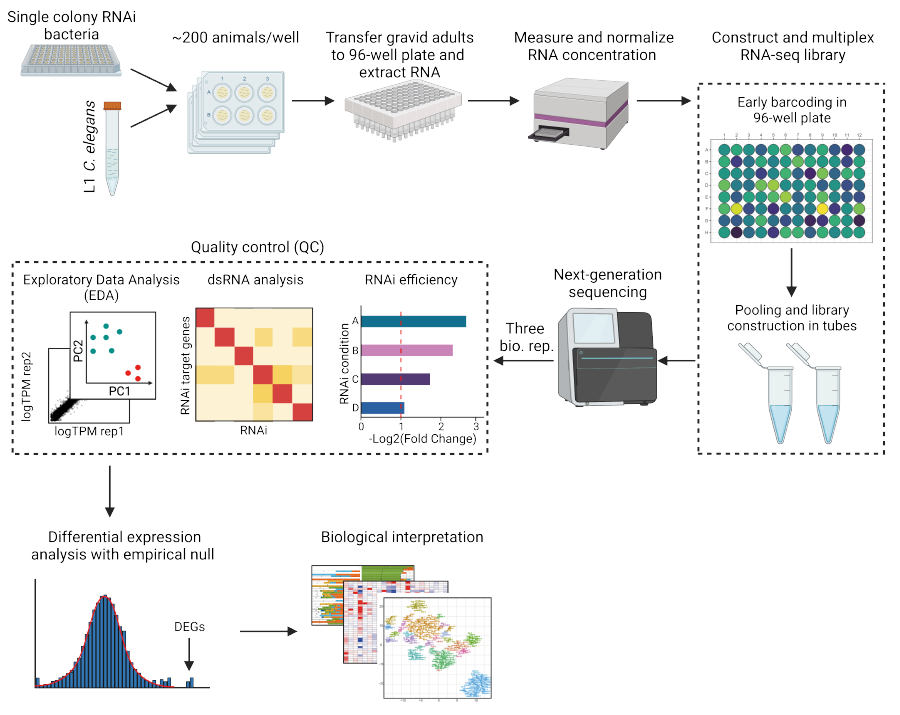 Single colony RNAi
bacteria
L1 C. elegans
~200 animals/well
1 2 3
A
B
Transfer gravid adults
to 96-well plate and
extract RNA
Measure and normalize
RNA concentration
Construct and multiplex
RNA-seq library
Early barcoding in
96-well plate
1 2 3 4 5 6 7 8 9 10 11 12
A
B
C
D
E
F
G
H
Pooling and library
construction in tubes
Next-generation
sequencing
Three
bio. rep.
Quality control (QC)
Exploratory Data Analysis
(EDA)
PC2
PC1
logTPM rep2
logTPM rep1
dsRNA analysis
RNAi target genes
RNAi
RNAi efficiency
RNAi condition
A
B
C
D
0 1 2 3
-Log2(Fold Change)
Differential expression
analysis with empirical null
DEGs
Biological interpretation